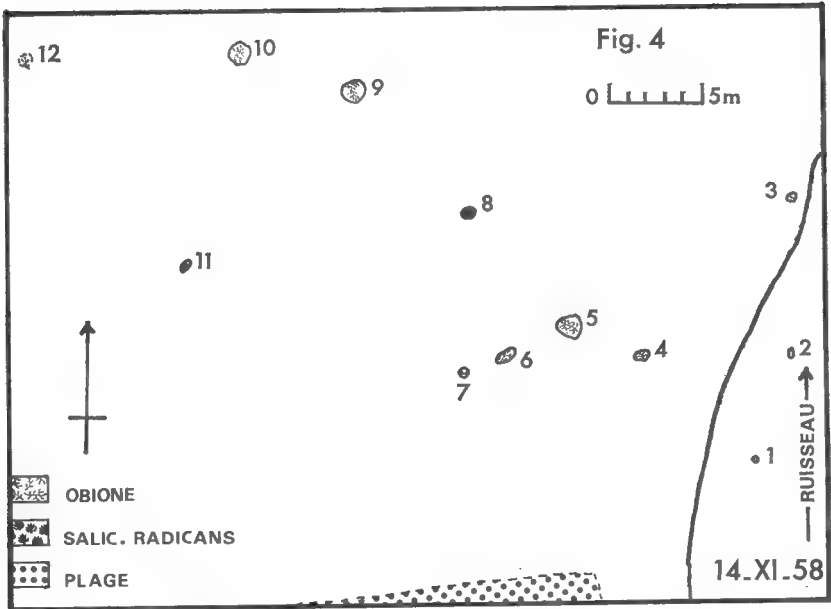 Fig. 4
0 5m
12
10
9
3
8
11
5
6
4
2
7
1
RUISSEAU
OBIONE
SALIC. RADICANS
PLAGE
14_XI_58